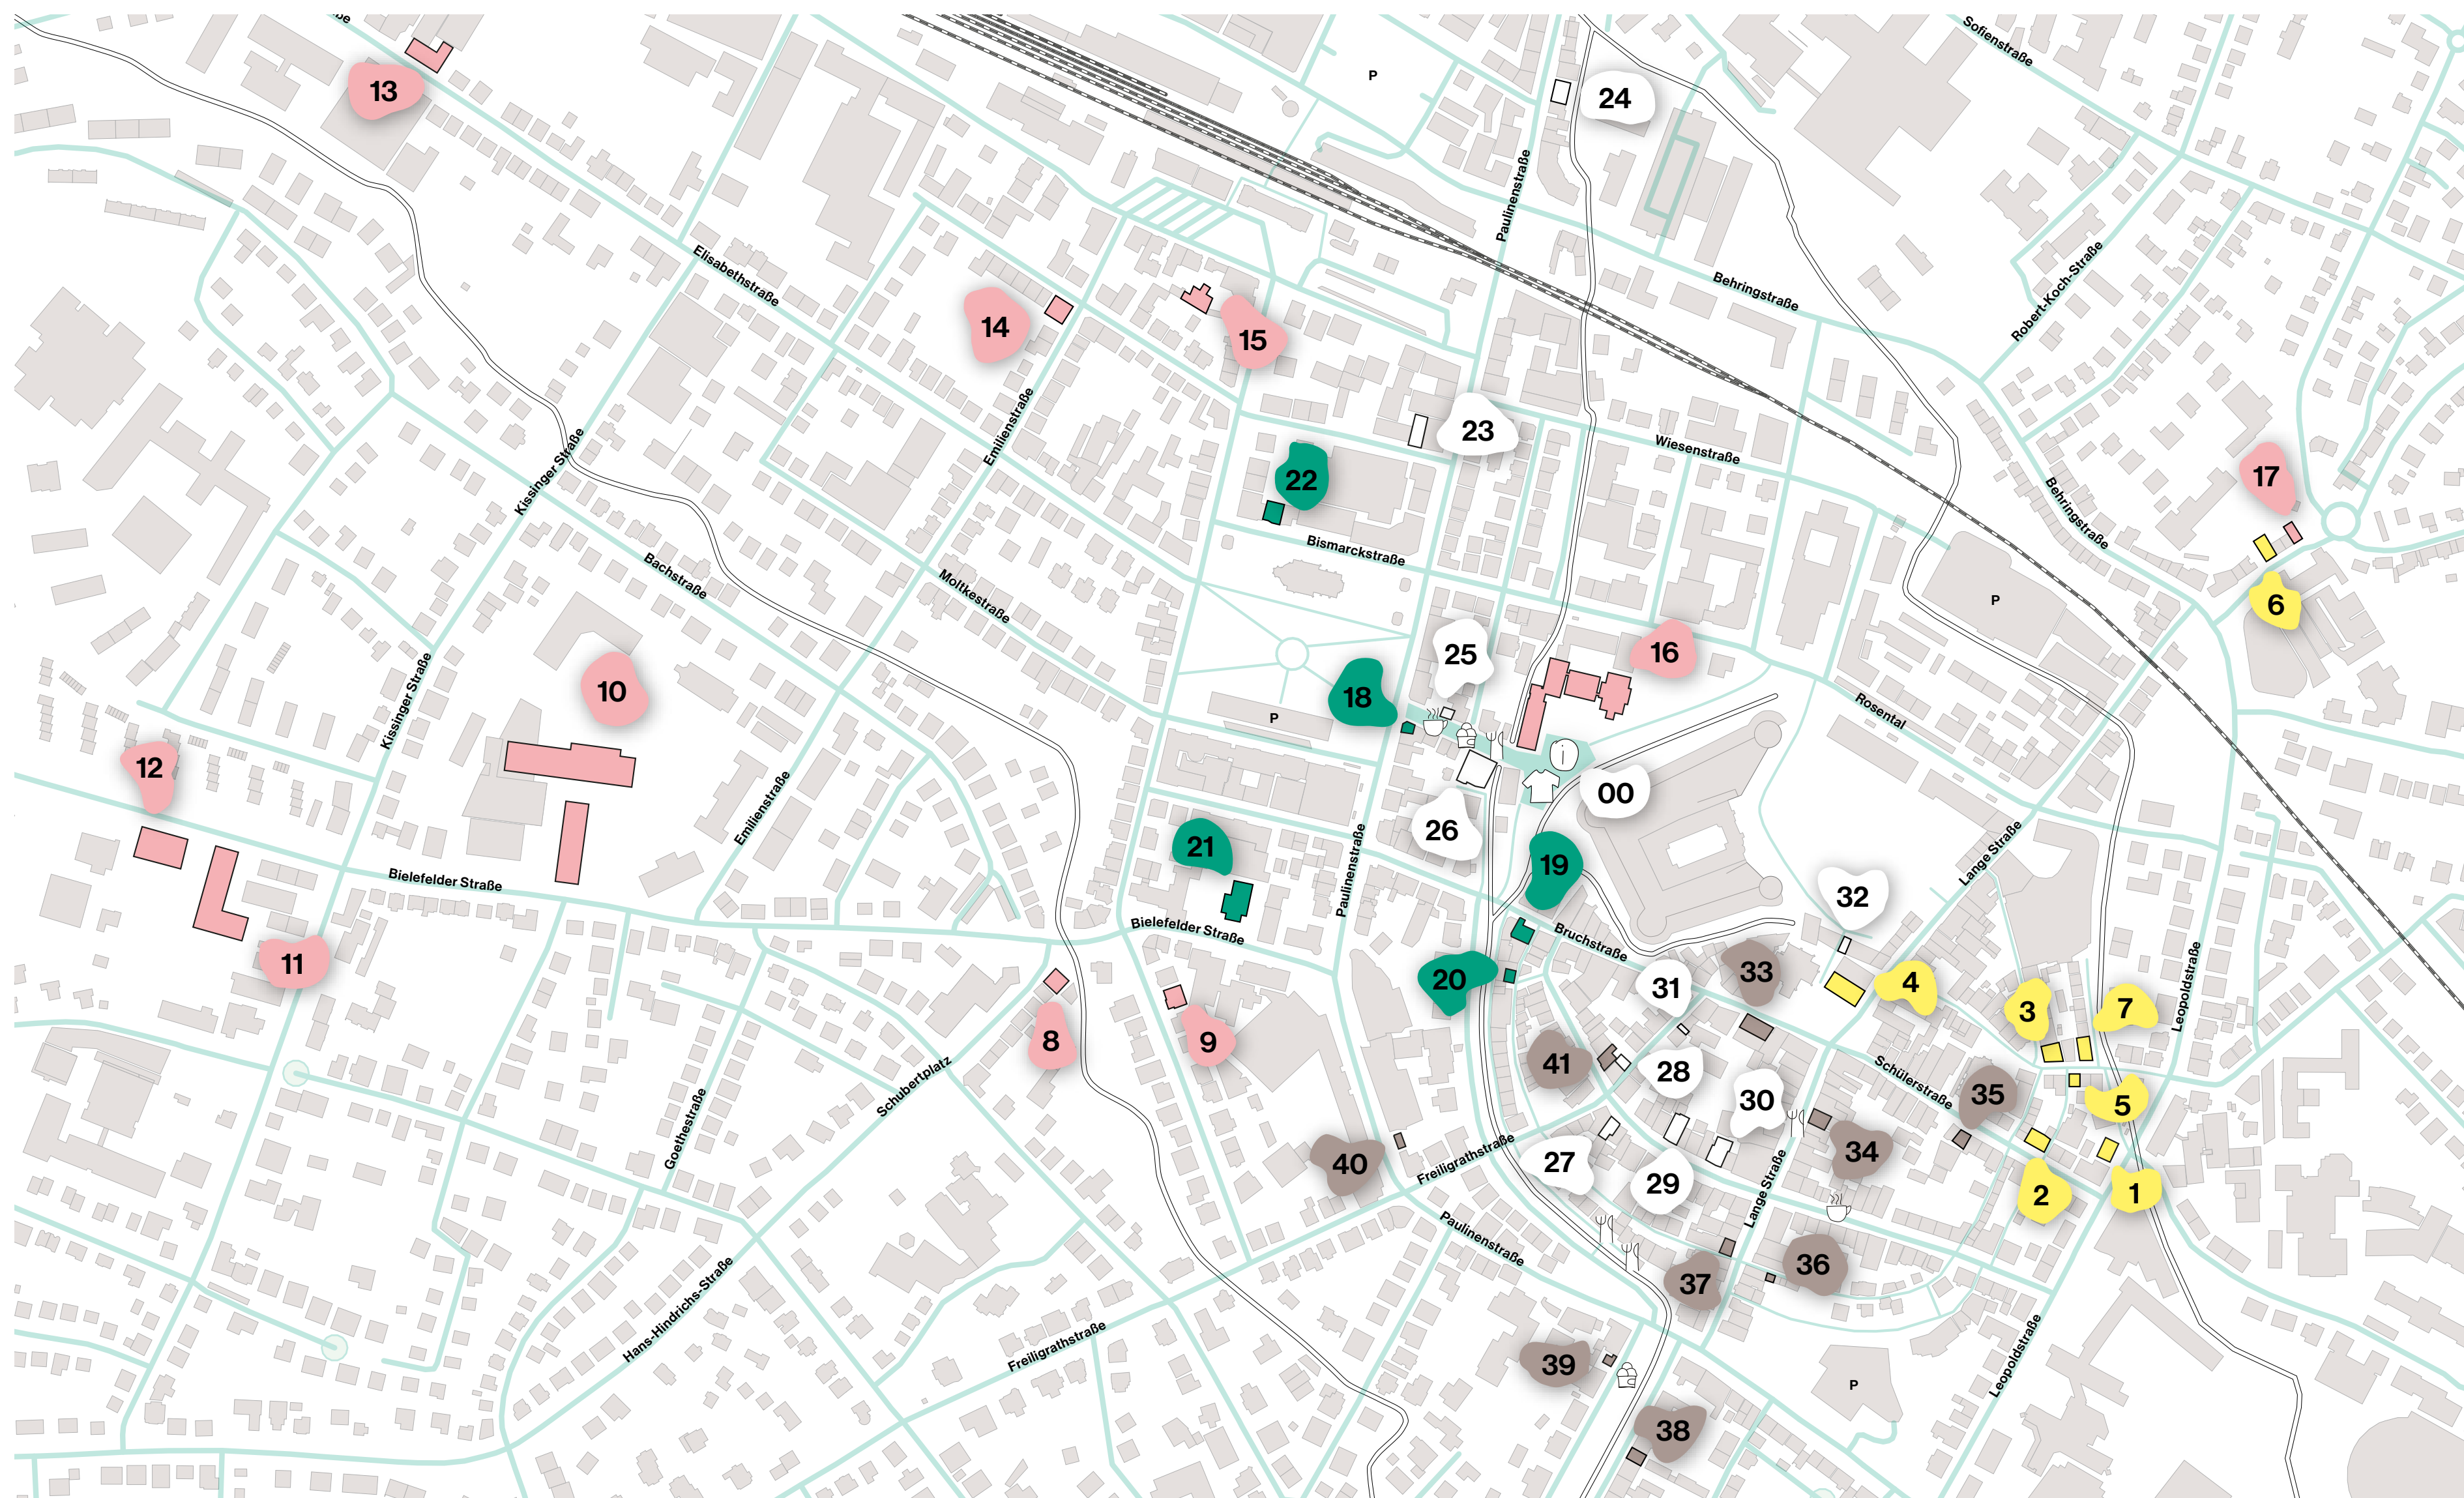 ße
Sofienstraße
P
13
24
Paulinenstraße
Elisabethstraße
Behringstraße
Robert-Koch-Straße
14
15
Emilienstraße
23
Wiesenstraße
Kissinger Straße
22
17
Behringstraße
Bismarckstraße
Bachstraße
Moltkestraße
P
6
Kissinger Straße
10
25
16
18
P
Rosental
12
i
00
Emilienstraße
26
21
19
Paulinenstraße
Lange Straße
Bielefelder Straße
32
Bielefelder Straße
Bruchstraße
11
20
31
33
4
Leopoldstraße
3
7
8
9
41
28
Schubertplatz
Schülerstraße
35
30
5
Goethestraße
40
Freiligrathstraße
27
34
29
Lange Straße
2
1
Paulinenstraße
36
37
Hans-Hindrichs-Straße
Freiligrathstraße
39
P
Leopoldstraße
38